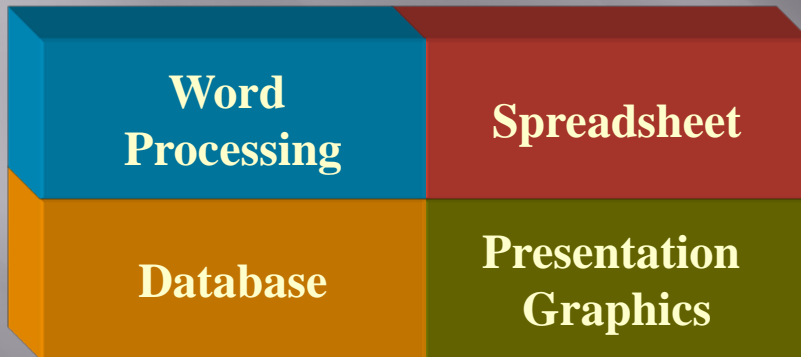 Word
Processing
Spreadsheet
Database
Presentation
Graphics